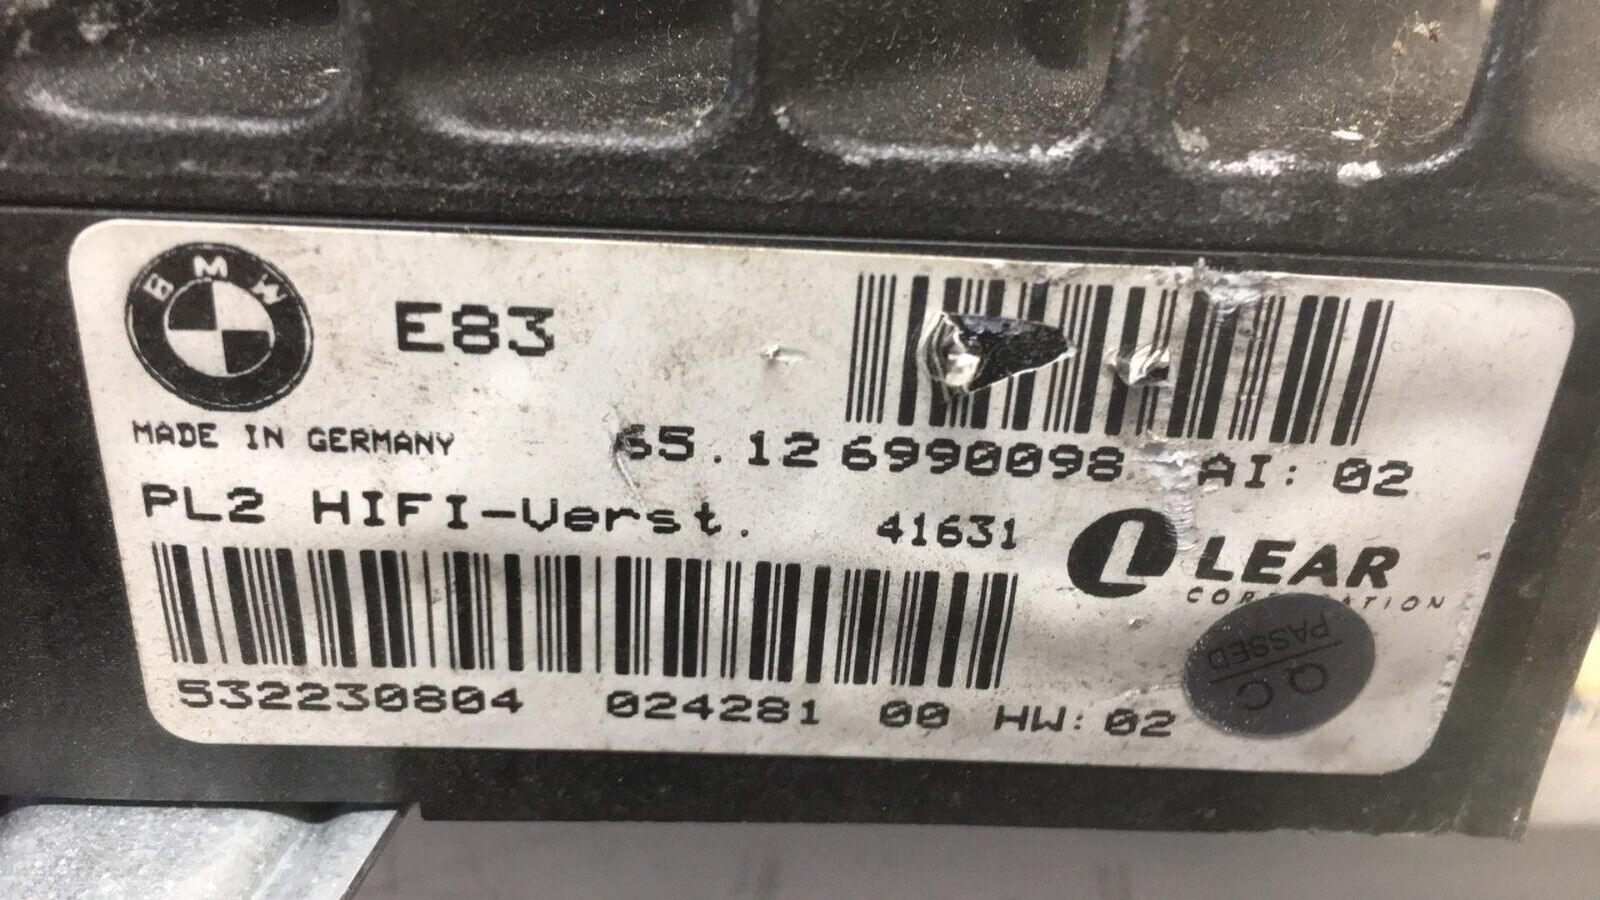 BMW
E83
MADE IN GERMANY
65.12 6990098 AI: 02
PL2 HIFI-Verst. 41631
LEAR
CORPORATION
532230804 024281 00 HW: 02
QC
PASSED